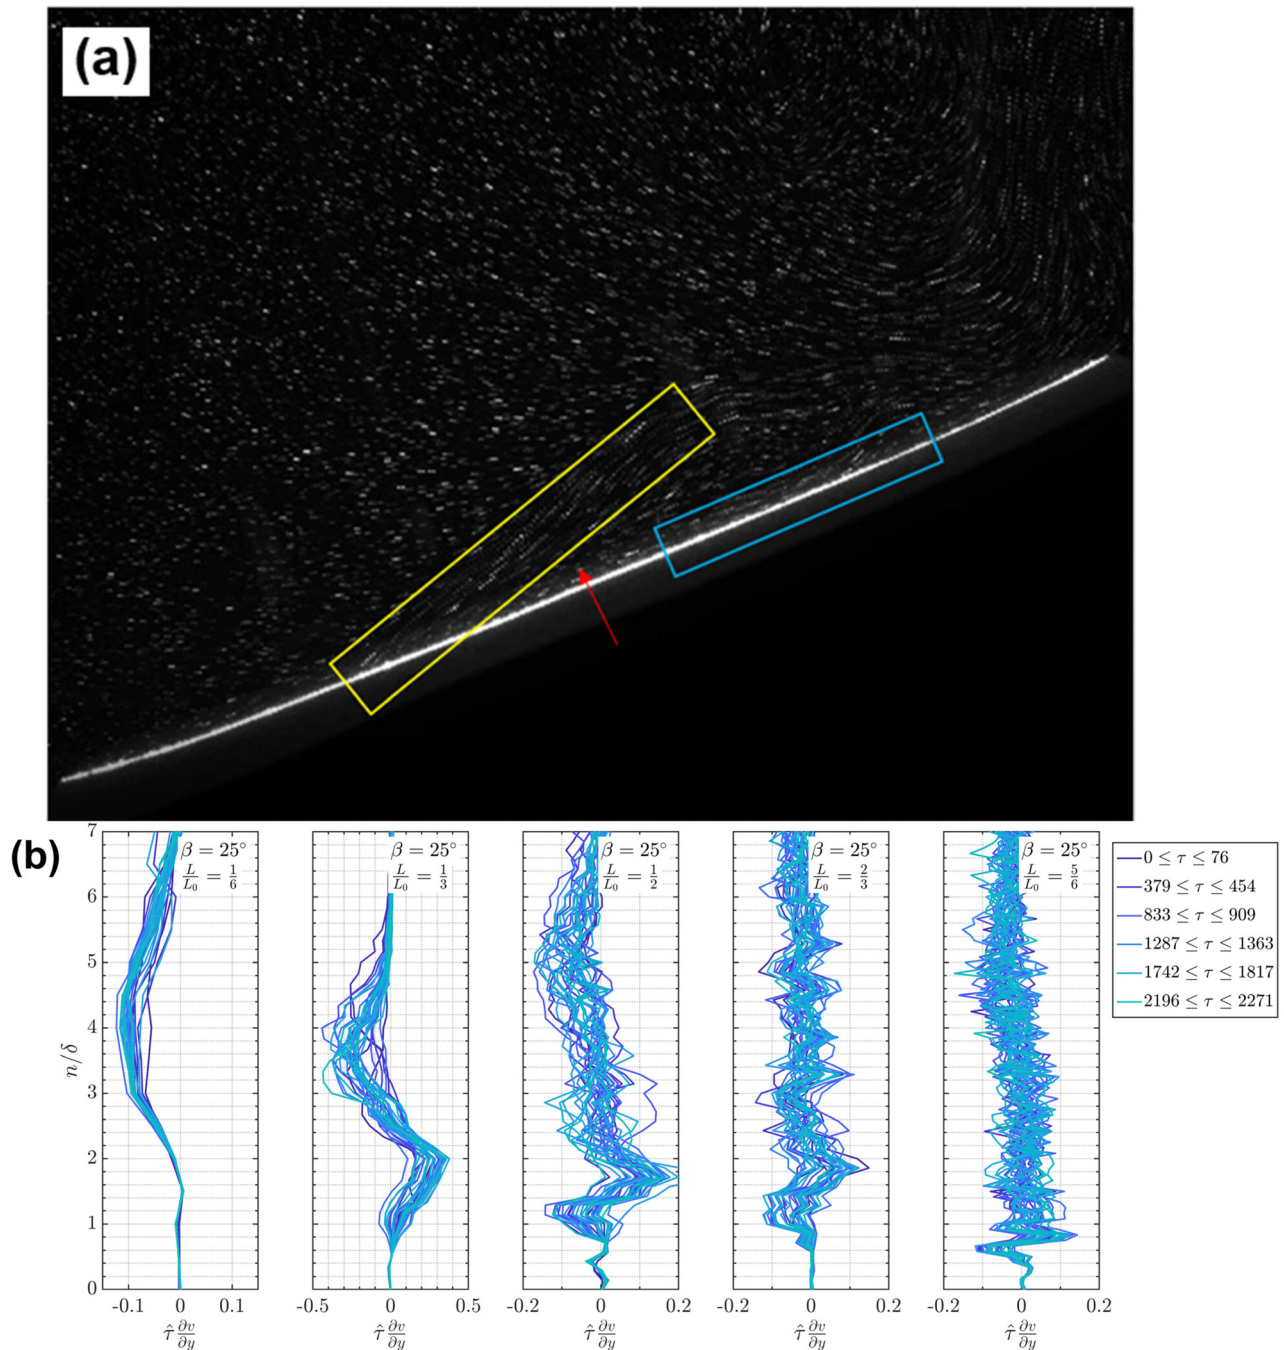 (a)
(b)
7
6
5
4
3
2
1
0
n/δ
β = 25°
L/L₀ = 1/6
-0.1 0 0.1
τ̂ ∂v/∂y
β = 25°
L/L₀ = 1/3
-0.5 0 0.5
τ̂ ∂v/∂y
β = 25°
L/L₀ = 1/2
-0.2 0 0.2
τ̂ ∂v/∂y
β = 25°
L/L₀ = 2/3
-0.2 0 0.2
τ̂ ∂v/∂y
β = 25°
L/L₀ = 5/6
-0.2 0 0.2
τ̂ ∂v/∂y
0 ≤ τ ≤ 76
379 ≤ τ ≤ 454
833 ≤ τ ≤ 909
1287 ≤ τ ≤ 1363
1742 ≤ τ ≤ 1817
2196 ≤ τ ≤ 2271